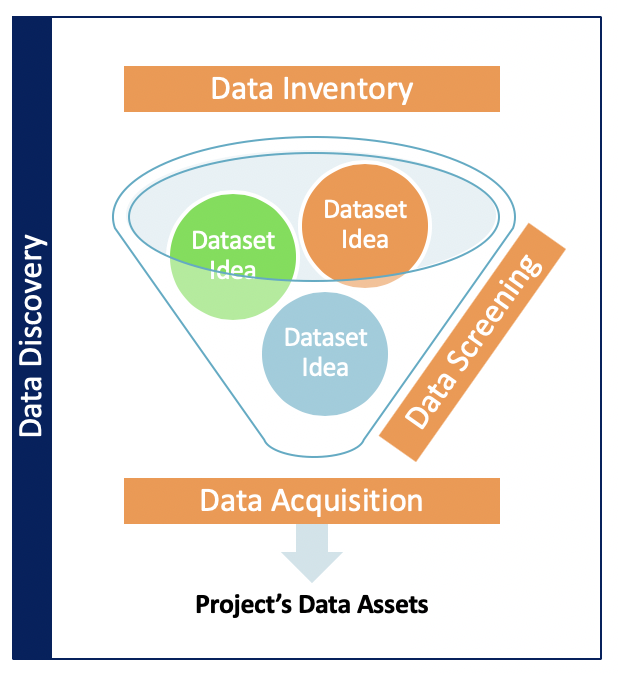 Data Discovery
Data Inventory
Dataset
Idea
Dataset
Idea
Dataset
Idea
Data Screening
Data Acquisition
Project’s Data Assets